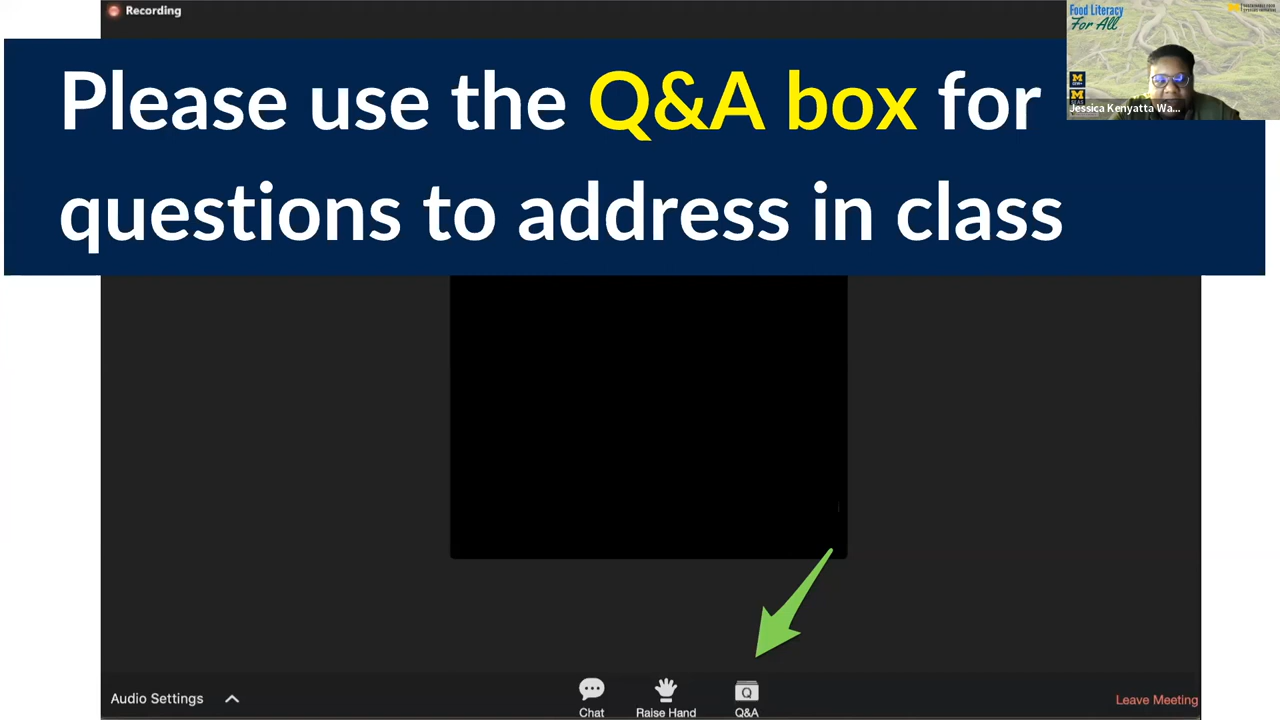 Recording
Food Literacy
For All
Please use the Q&A box for
Jessica Kenyatta Wa...
questions to address in class
Audio Settings
Chat
Raise Hand
Q&A
Leave Meeting